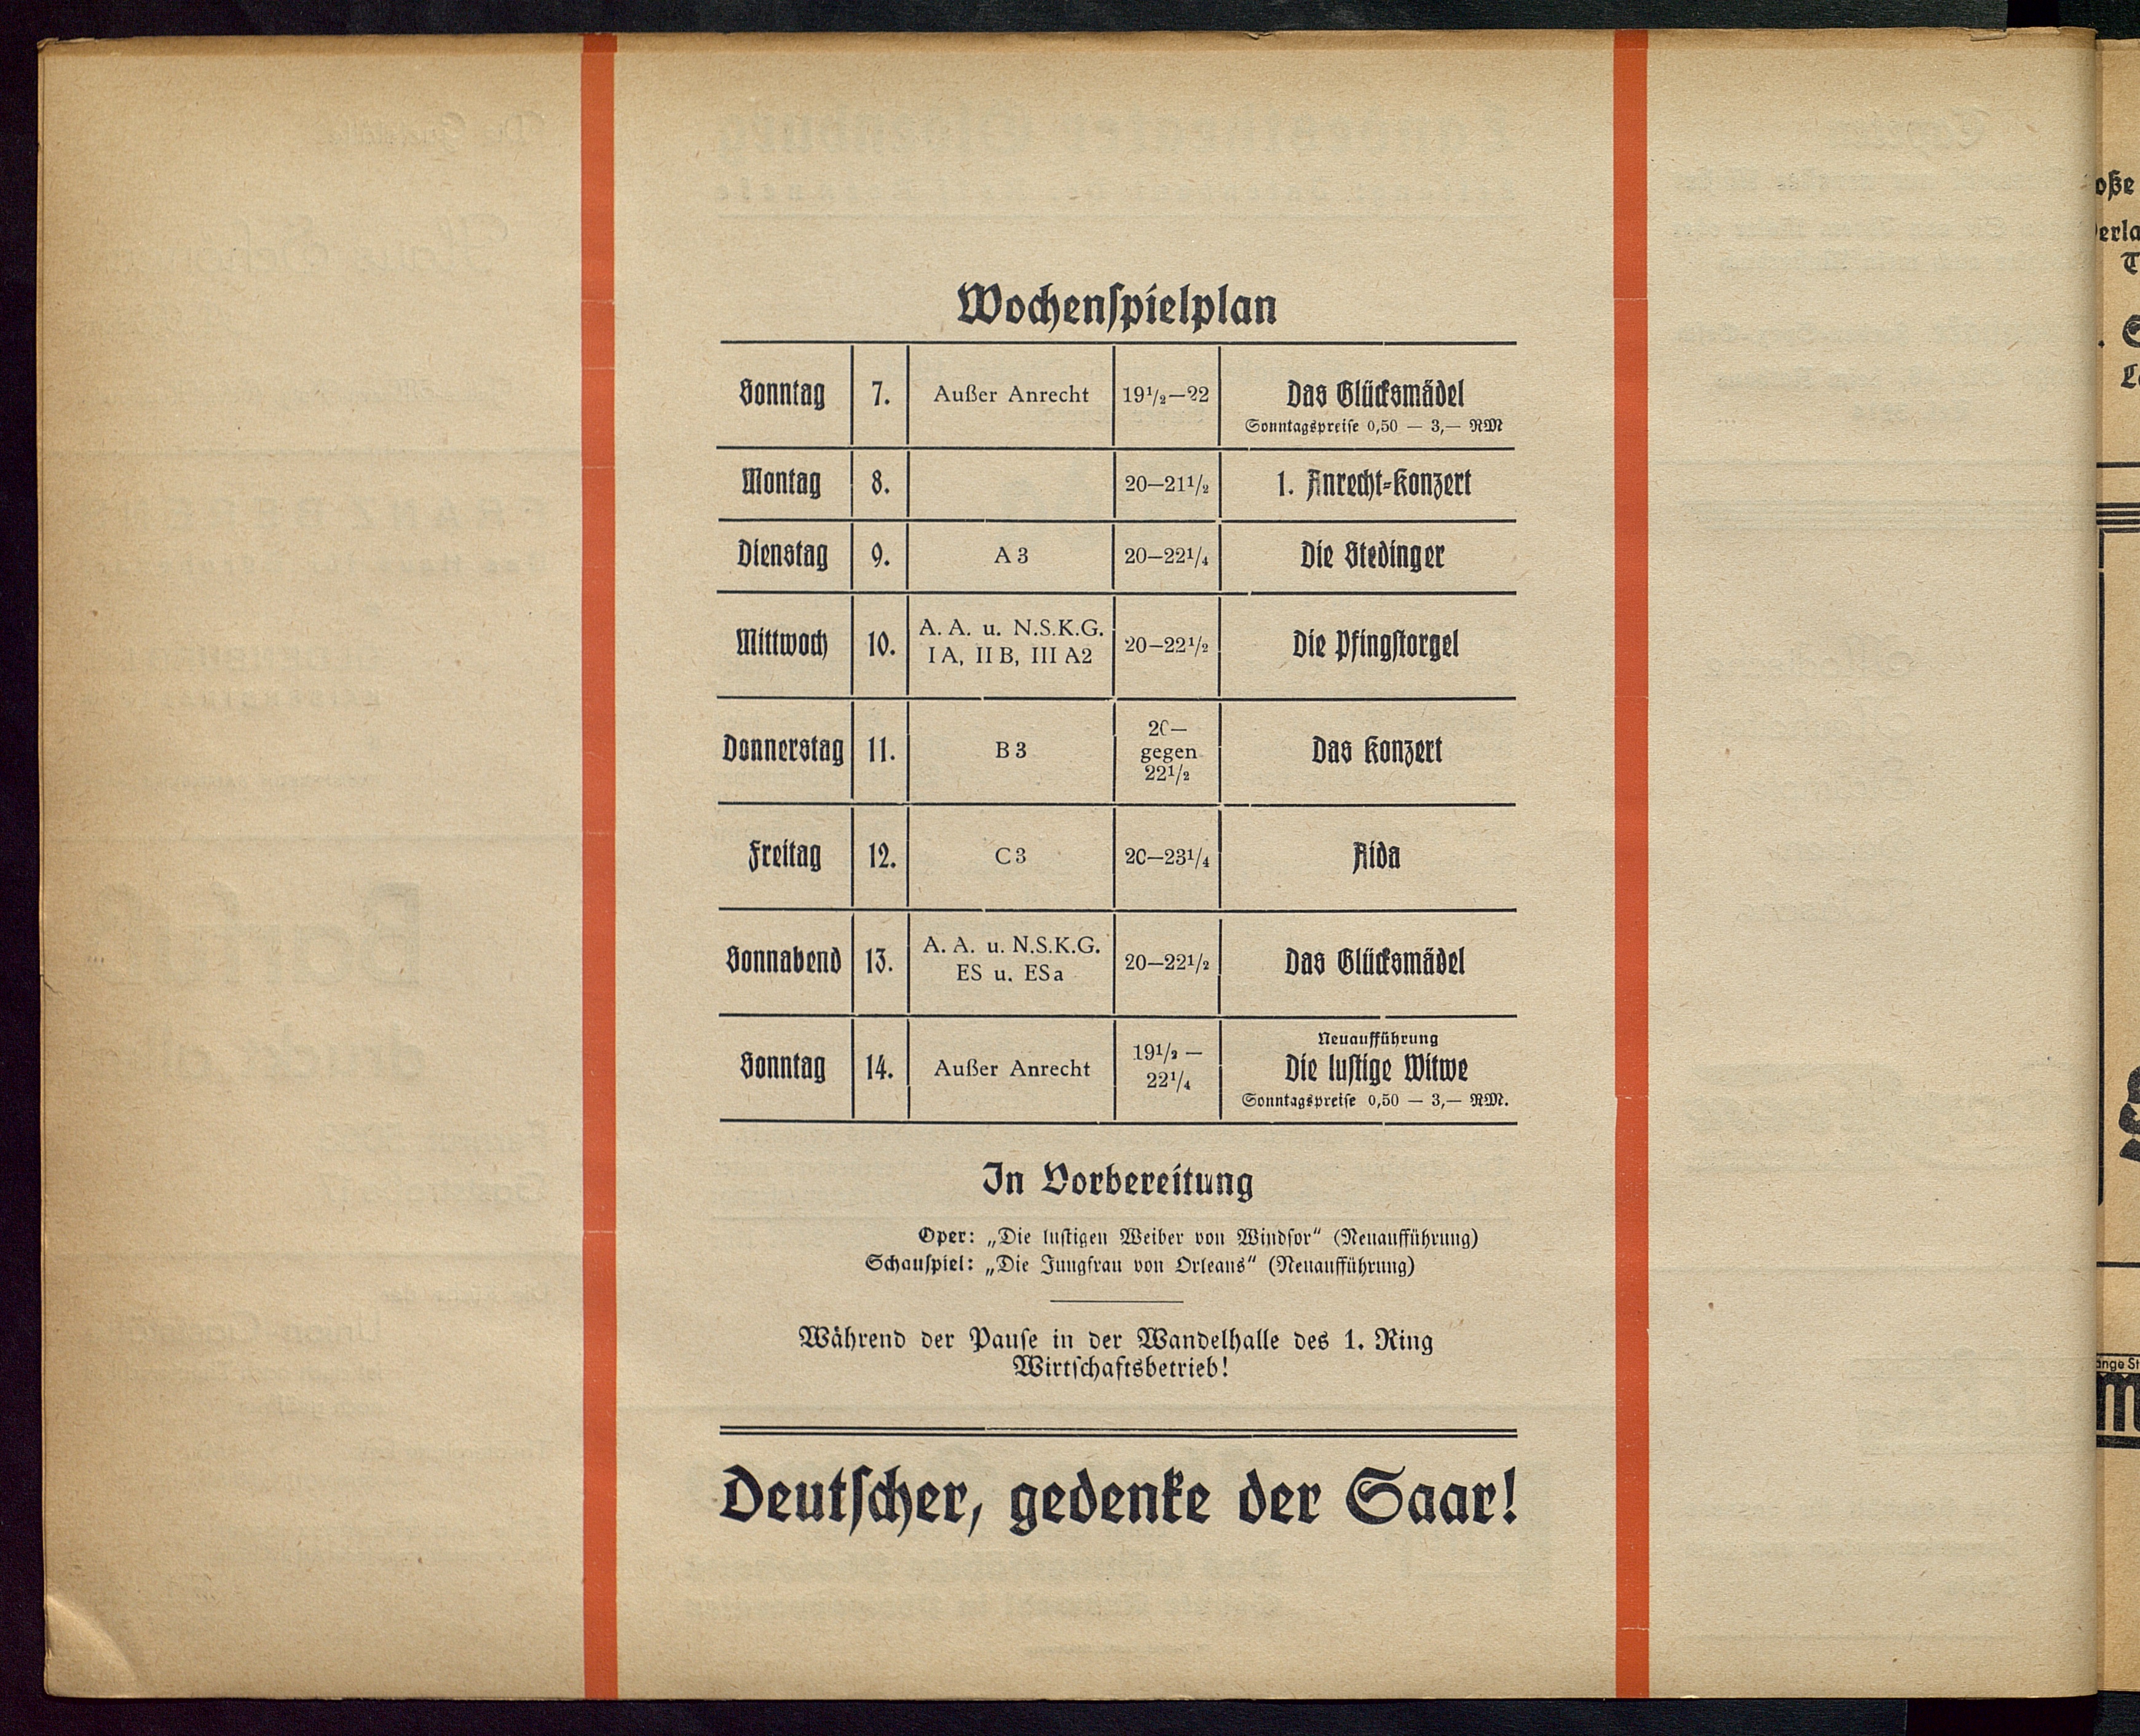 Wochenspielplan
Sonntag 7. Außer Anrecht 19½—22 Das Glücksmädel
Sonntagspreise 0,50 — 3,— RM
Montag 8. 20—21½ 1. Anrecht-Konzert
Dienstag 9. A 3 20—22¼ Die Stedinger
Mittwoch 10. A. A. u. N.S.K.G. 20—22½ Die Pfingstorgel
I A, II B, III A2
Donnerstag 11. B 3 20— Das Konzert
gegen
22½
Freitag 12. C 3 20—23¼ Aida
Sonnabend 13. A. A. u. N.S.K.G. 20—22½ Das Glücksmädel
ES u. ESa
Sonntag 14. Außer Anrecht 19½ — Neuaufführung
22¼ Die lustige Witwe
Sonntagspreise 0,50 — 3,— RM.
In Vorbereitung
Oper: „Die lustigen Weiber von Windsor“ (Neuaufführung)
Schauspiel: „Die Jungfrau von Orleans“ (Neuaufführung)
Während der Pause in der Wandelhalle des 1. Ring
Wirtschaftsbetrieb!
Deutscher, gedenke der Saar!